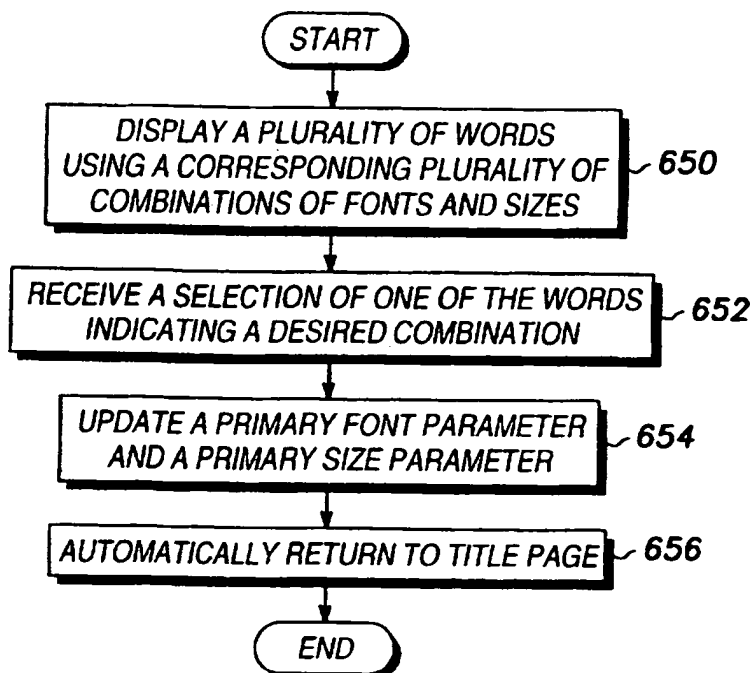 START
DISPLAY A PLURALITY OF WORDS
USING A CORRESPONDING PLURALITY OF
COMBINATIONS OF FONTS AND SIZES
650
RECEIVE A SELECTION OF ONE OF THE WORDS
INDICATING A DESIRED COMBINATION
652
UPDATE A PRIMARY FONT PARAMETER
AND A PRIMARY SIZE PARAMETER
654
AUTOMATICALLY RETURN TO TITLE PAGE
656
END